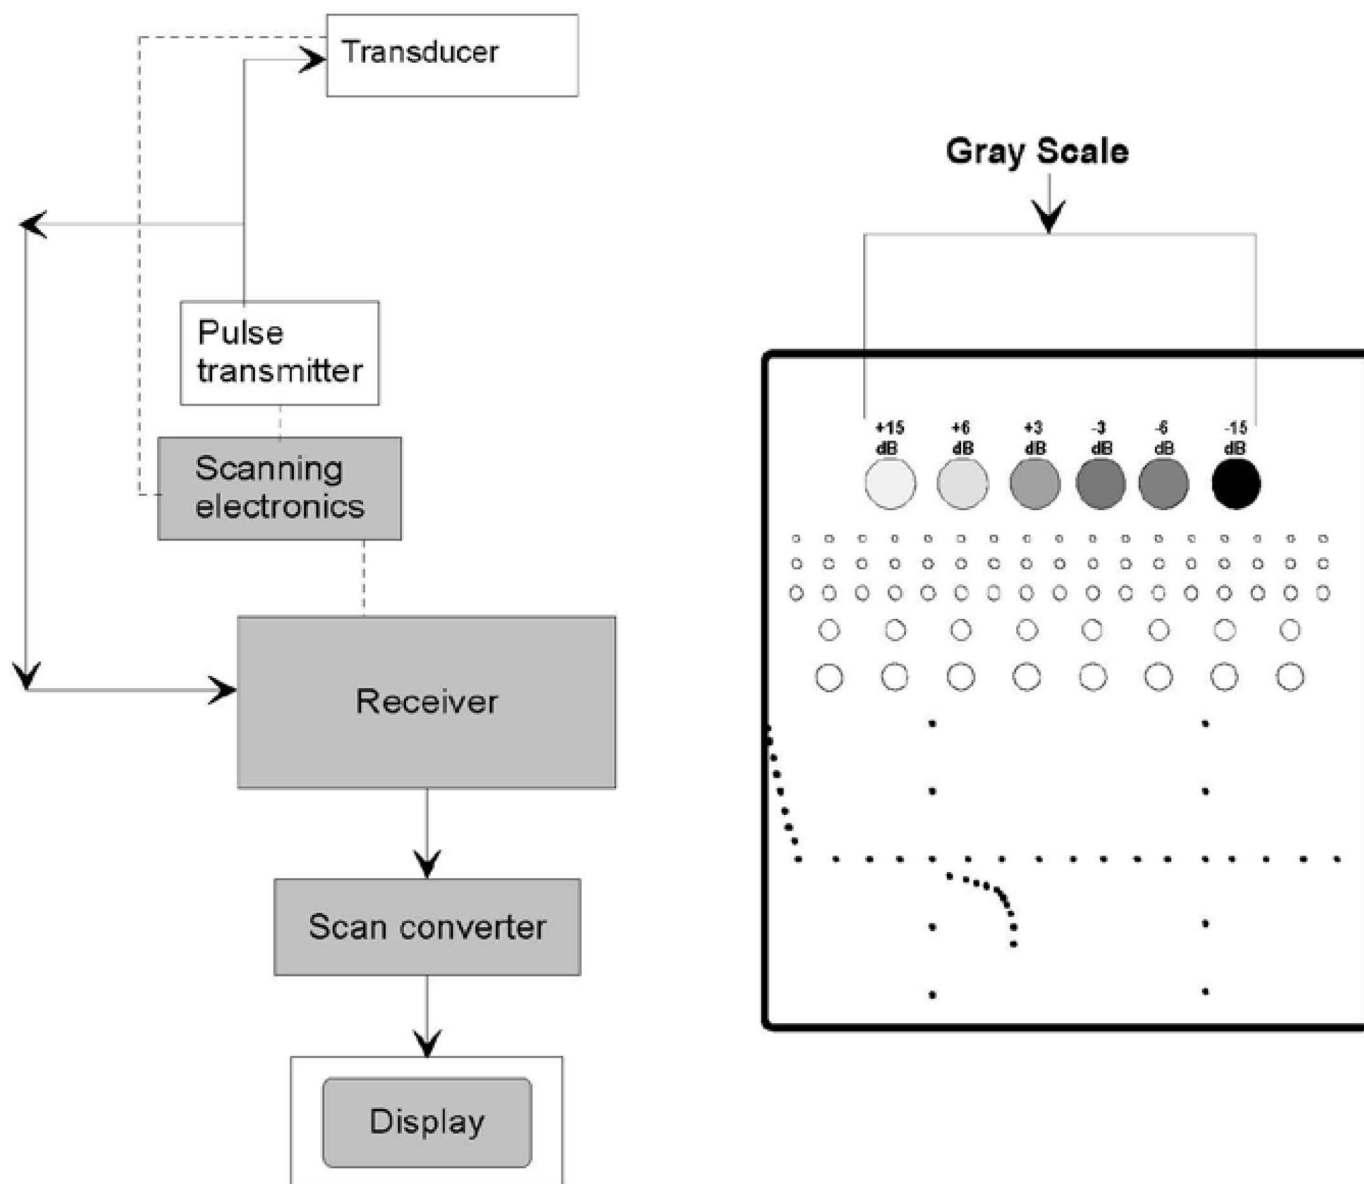 Transducer
Pulse
transmitter
Scanning
electronics
Receiver
Scan converter
Display
Gray Scale
+15 +6 +3 -3 -6 -15
dB dB dB dB dB dB